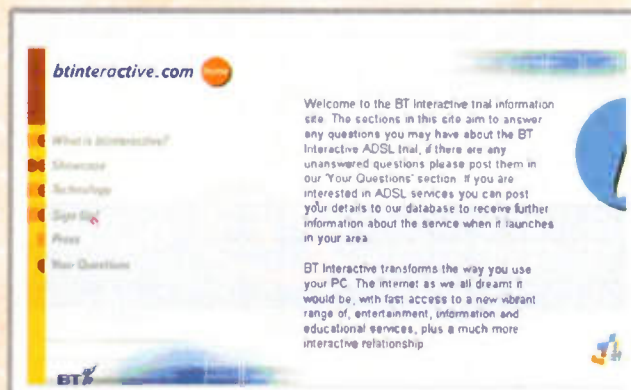 btinteractive.com home
What is btinteractive?
Showcase
Technology
Sign Up!
Press
Your Questions
BT
Welcome to the BT Interactive trial information
site. The sections in this site aim to answer
any questions you may have about the BT
Interactive ADSL trial, if there are any
unanswered questions please post them in
our 'Your Questions' section. If you are
interested in ADSL services you can post
your details to our database to receive further
information about the service when it launches
in your area
BT Interactive transforms the way you use
your PC. The internet as we all dreamt it
would be, with fast access to a new vibrant
range of, entertainment, information and
educational services, plus a much more
interactive relationship